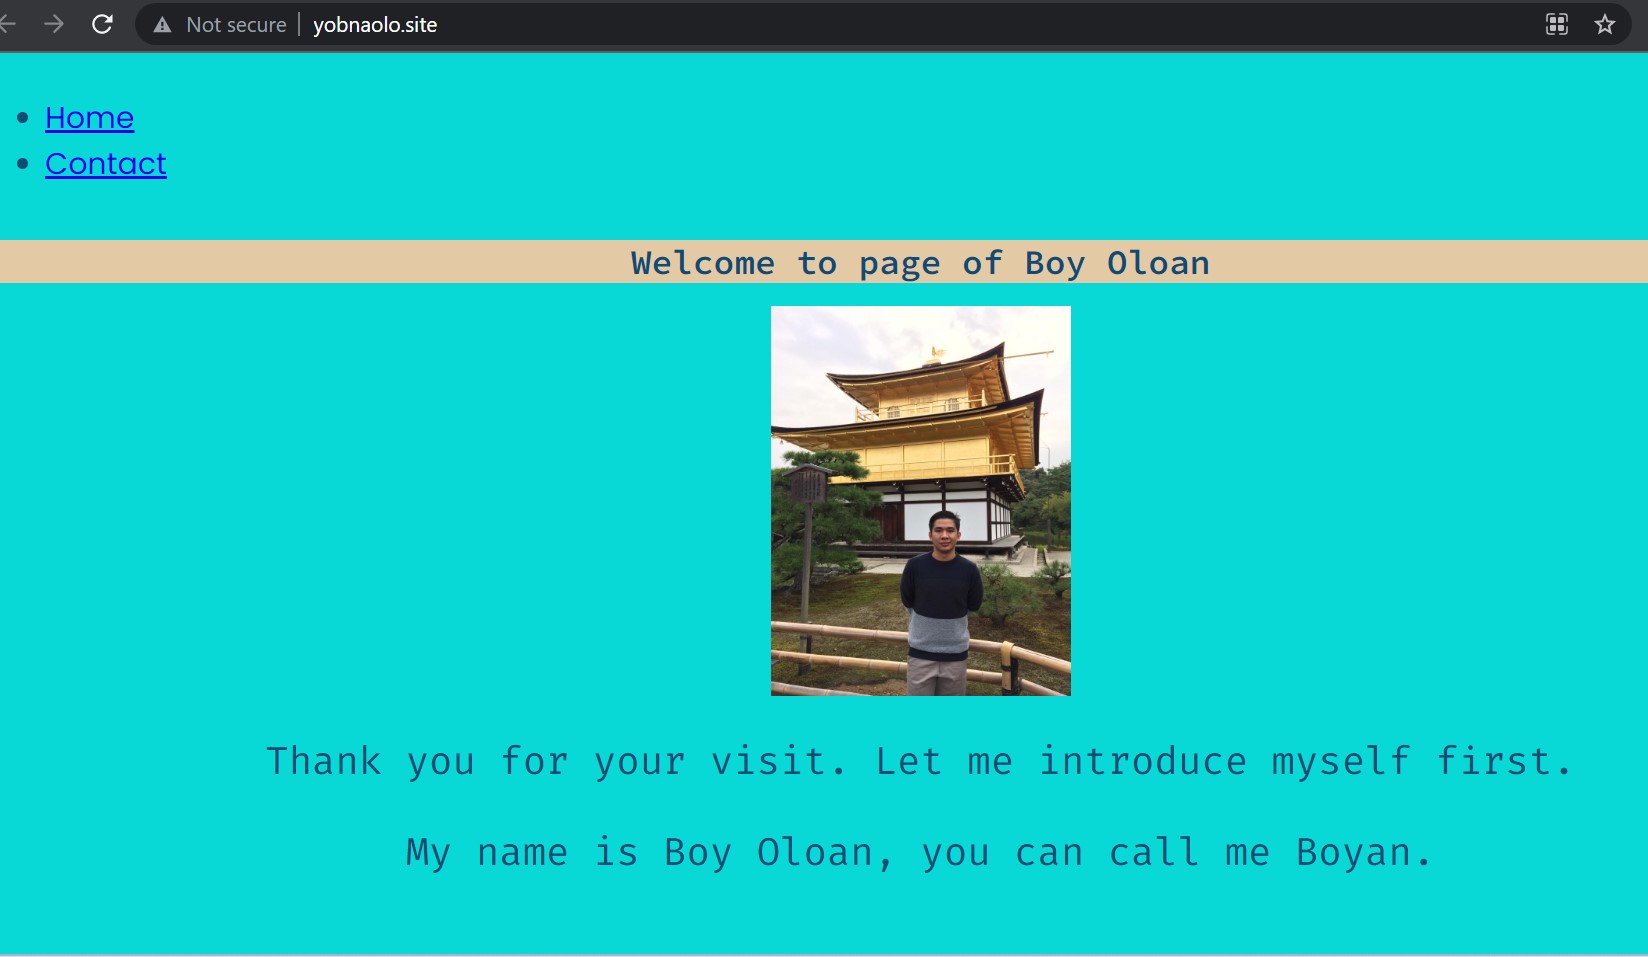 Not secure | yobnaolo.site
Home
Contact
Welcome to page of Boy Oloan
Thank you for your visit. Let me introduce myself first.
My name is Boy Oloan, you can call me Boyan.